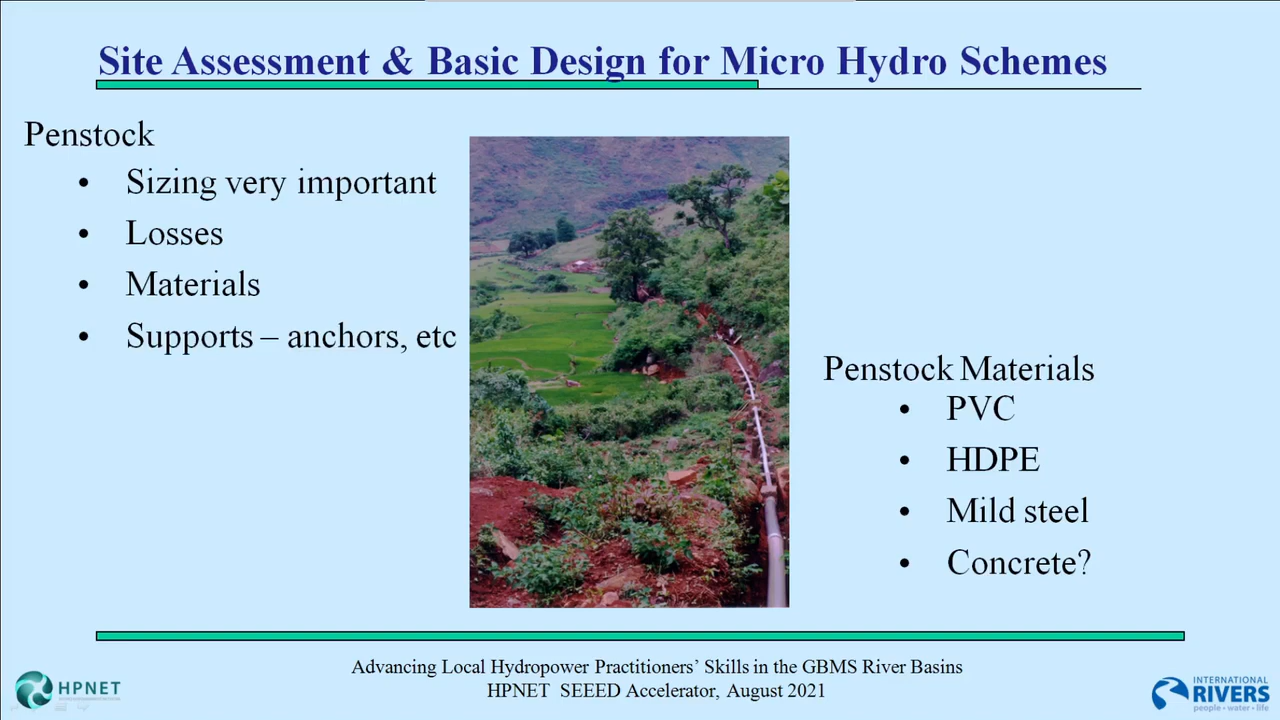 Site Assessment & Basic Design for Micro Hydro Schemes
Penstock
• Sizing very important
• Losses
• Materials
• Supports – anchors, etc
Penstock Materials
• PVC
• HDPE
• Mild steel
• Concrete?
Advancing Local Hydropower Practitioners' Skills in the GBMS River Basins
HPNET SEEED Accelerator, August 2021
HPNET
INTERNATIONAL
RIVERS
people • water • life